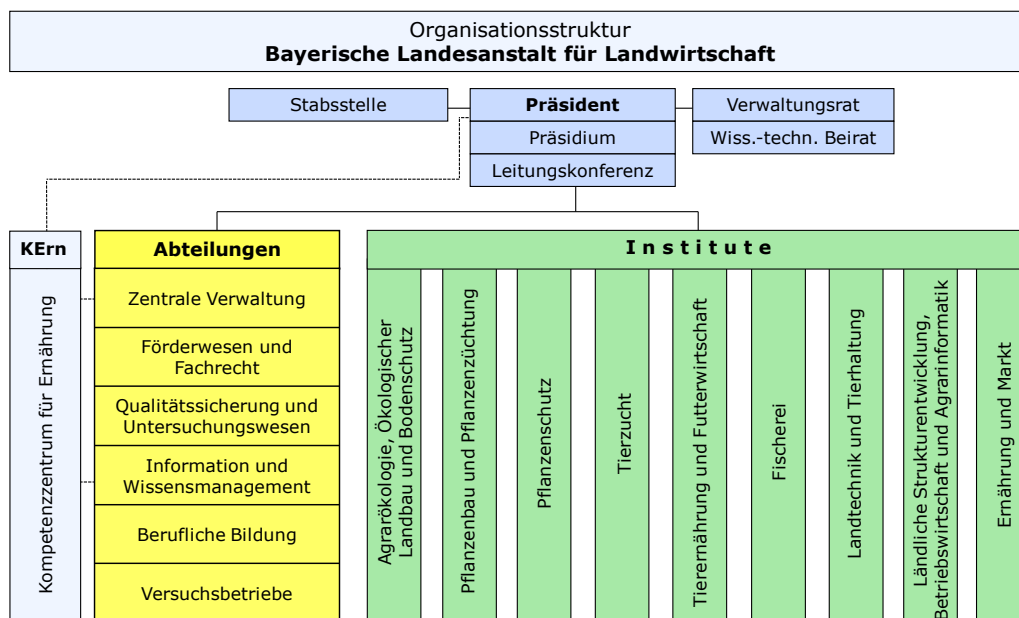 Organisationsstruktur
Bayerische Landesanstalt für Landwirtschaft
Stabsstelle
Präsident
Verwaltungsrat
Präsidium
Wiss.-techn. Beirat
Leitungskonferenz
KErn
Kompetenzzentrum für Ernährung
Abteilungen
Zentrale Verwaltung
Förderwesen und
Fachrecht
Qualitätssicherung und
Untersuchungswesen
Information und
Wissensmanagement
Berufliche Bildung
Versuchsbetriebe
Institute
Agrarökologie, Ökologischer
Landbau und Bodenschutz
Pflanzenbau und Pflanzenzüchtung
Pflanzenschutz
Tierzucht
Tierernährung und Futterwirtschaft
Fischerei
Landtechnik und Tierhaltung
Ländliche Strukturentwicklung,
Betriebswirtschaft und Agrarinformatik
Ernährung und Markt